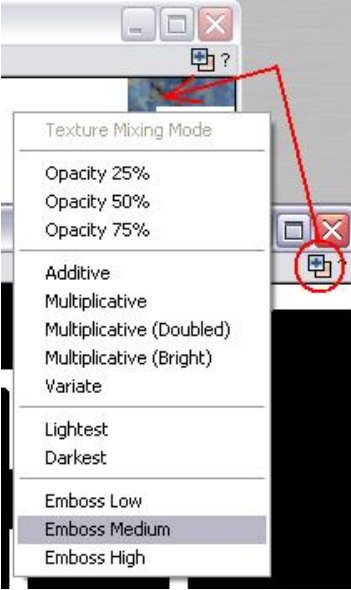 ?
Texture Mixing Mode
Opacity 25%
Opacity 50%
Opacity 75%
Additive
Multiplicative
Multiplicative (Doubled)
Multiplicative (Bright)
Variate
Lightest
Darkest
Emboss Low
Emboss Medium
Emboss High